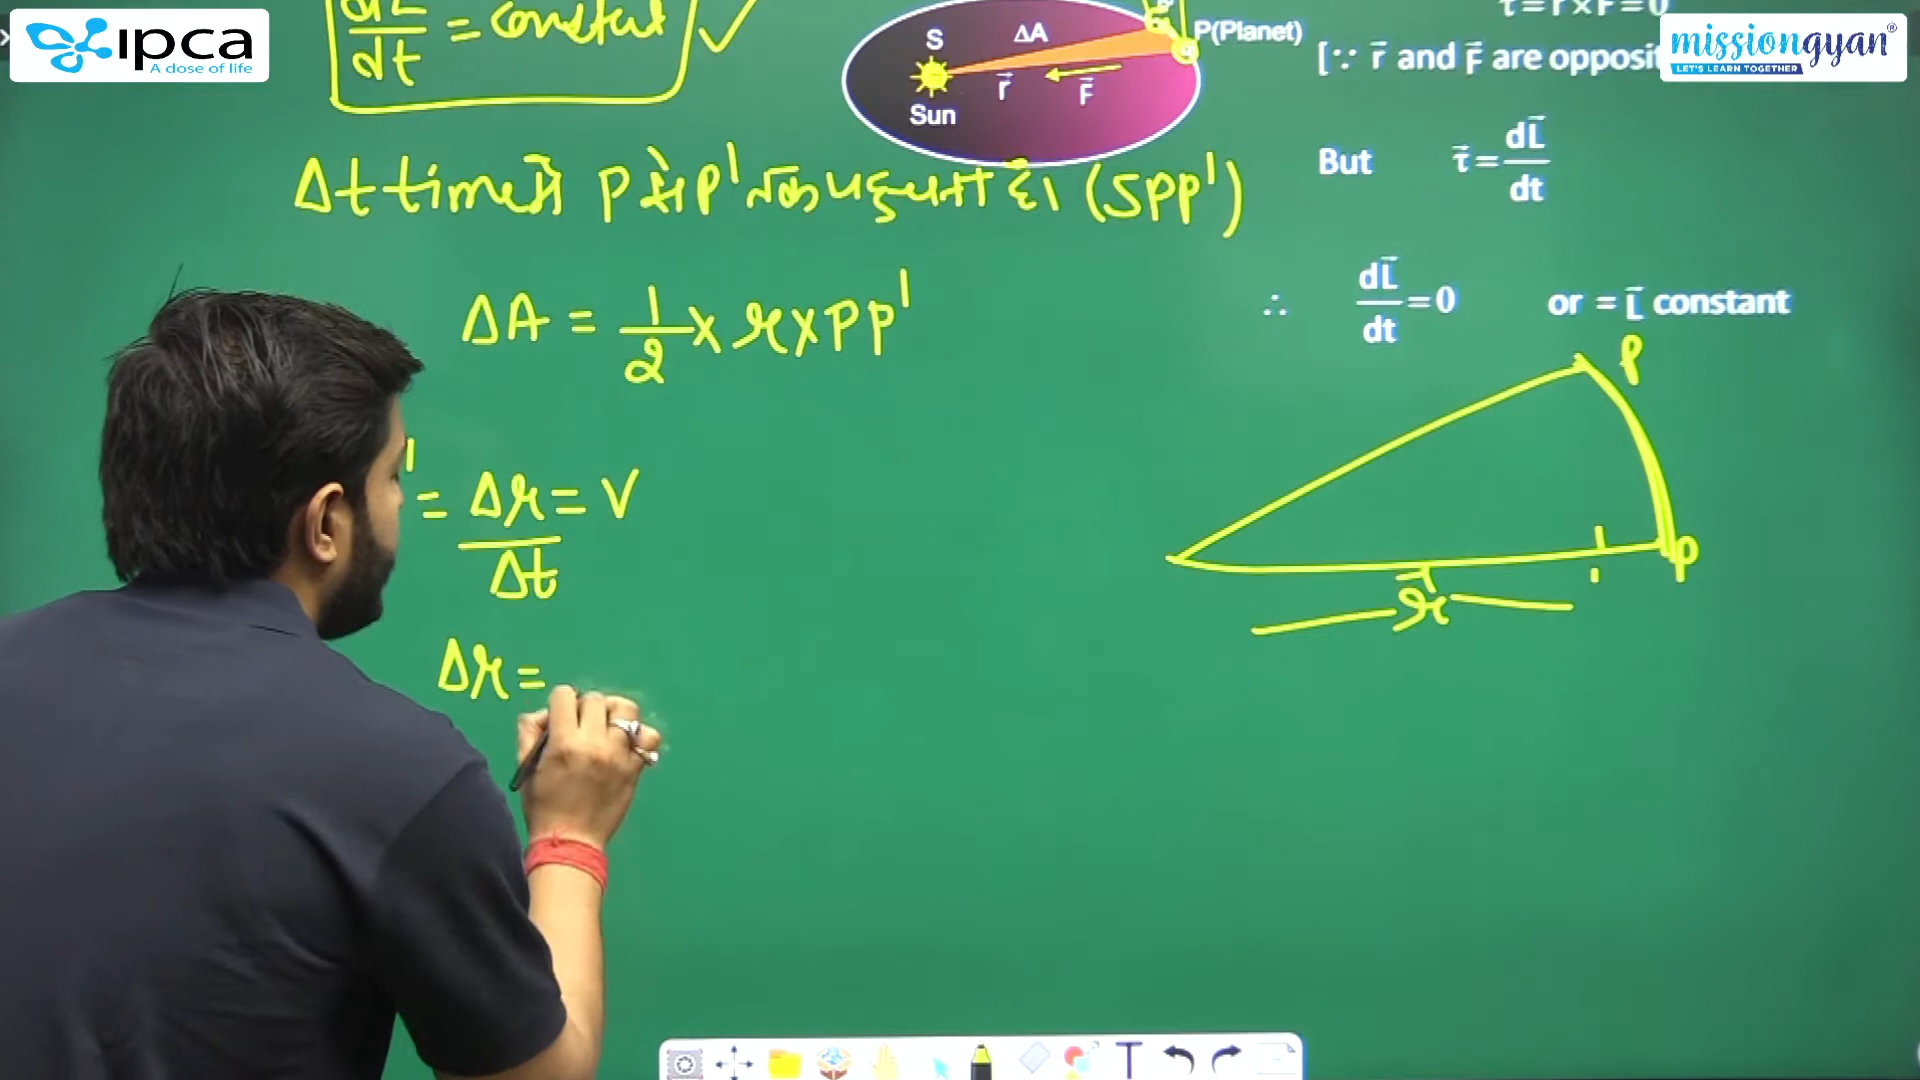 ipca
A dose of life
= constant
dt
S
ΔA
P(Planet)
r⃗
F⃗
Sun
τ=r×F=0
missiongyan®
LET'S LEARN TOGETHER
[∵ r⃗ and F⃗ are opposit
But τ⃗ = dL⃗/dt
Δt time में P से P' तक पहुँचता है। (SPP')
ΔA = 1/2 × r × PP'
∴ dL⃗/dt = 0 or = L⃗ constant
P
' = Δr/Δt = V
P
r
Δr =
T